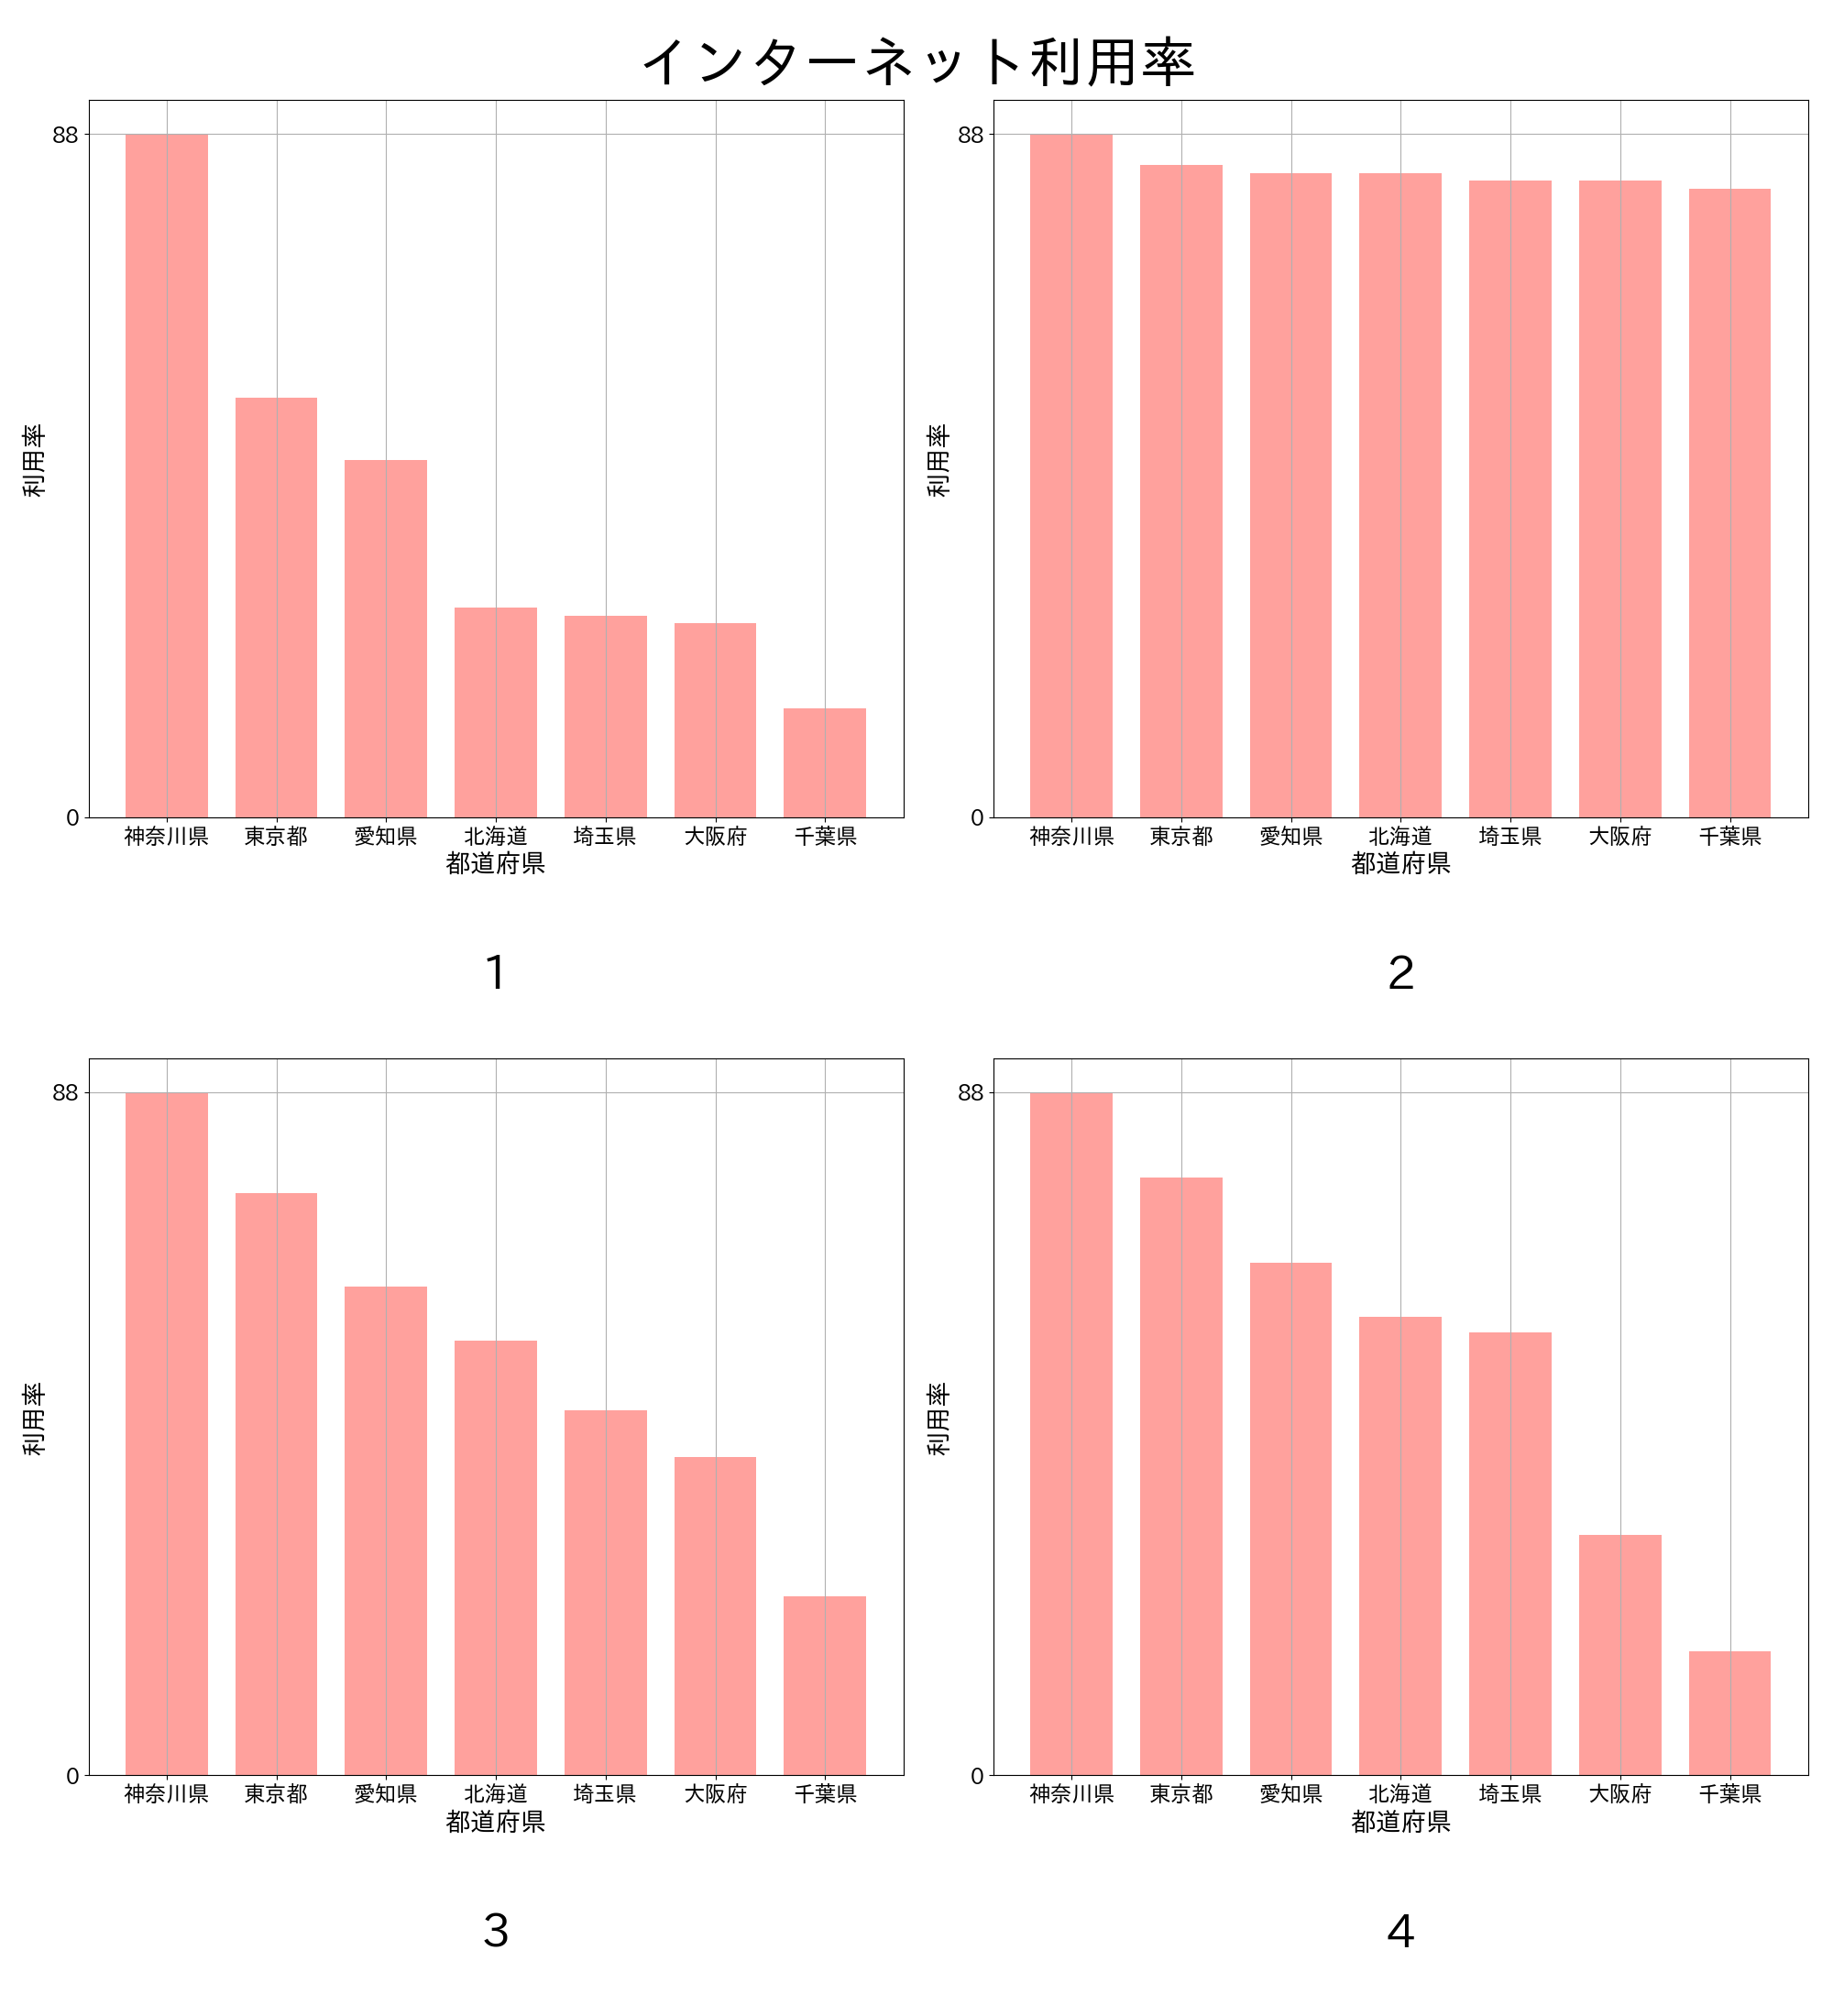 インターネット利用率
88
0
利用率
神奈川県 東京都 愛知県 北海道 埼玉県 大阪府 千葉県
都道府県
1
88
0
利用率
神奈川県 東京都 愛知県 北海道 埼玉県 大阪府 千葉県
都道府県
2
88
0
利用率
神奈川県 東京都 愛知県 北海道 埼玉県 大阪府 千葉県
都道府県
3
88
0
利用率
神奈川県 東京都 愛知県 北海道 埼玉県 大阪府 千葉県
都道府県
4